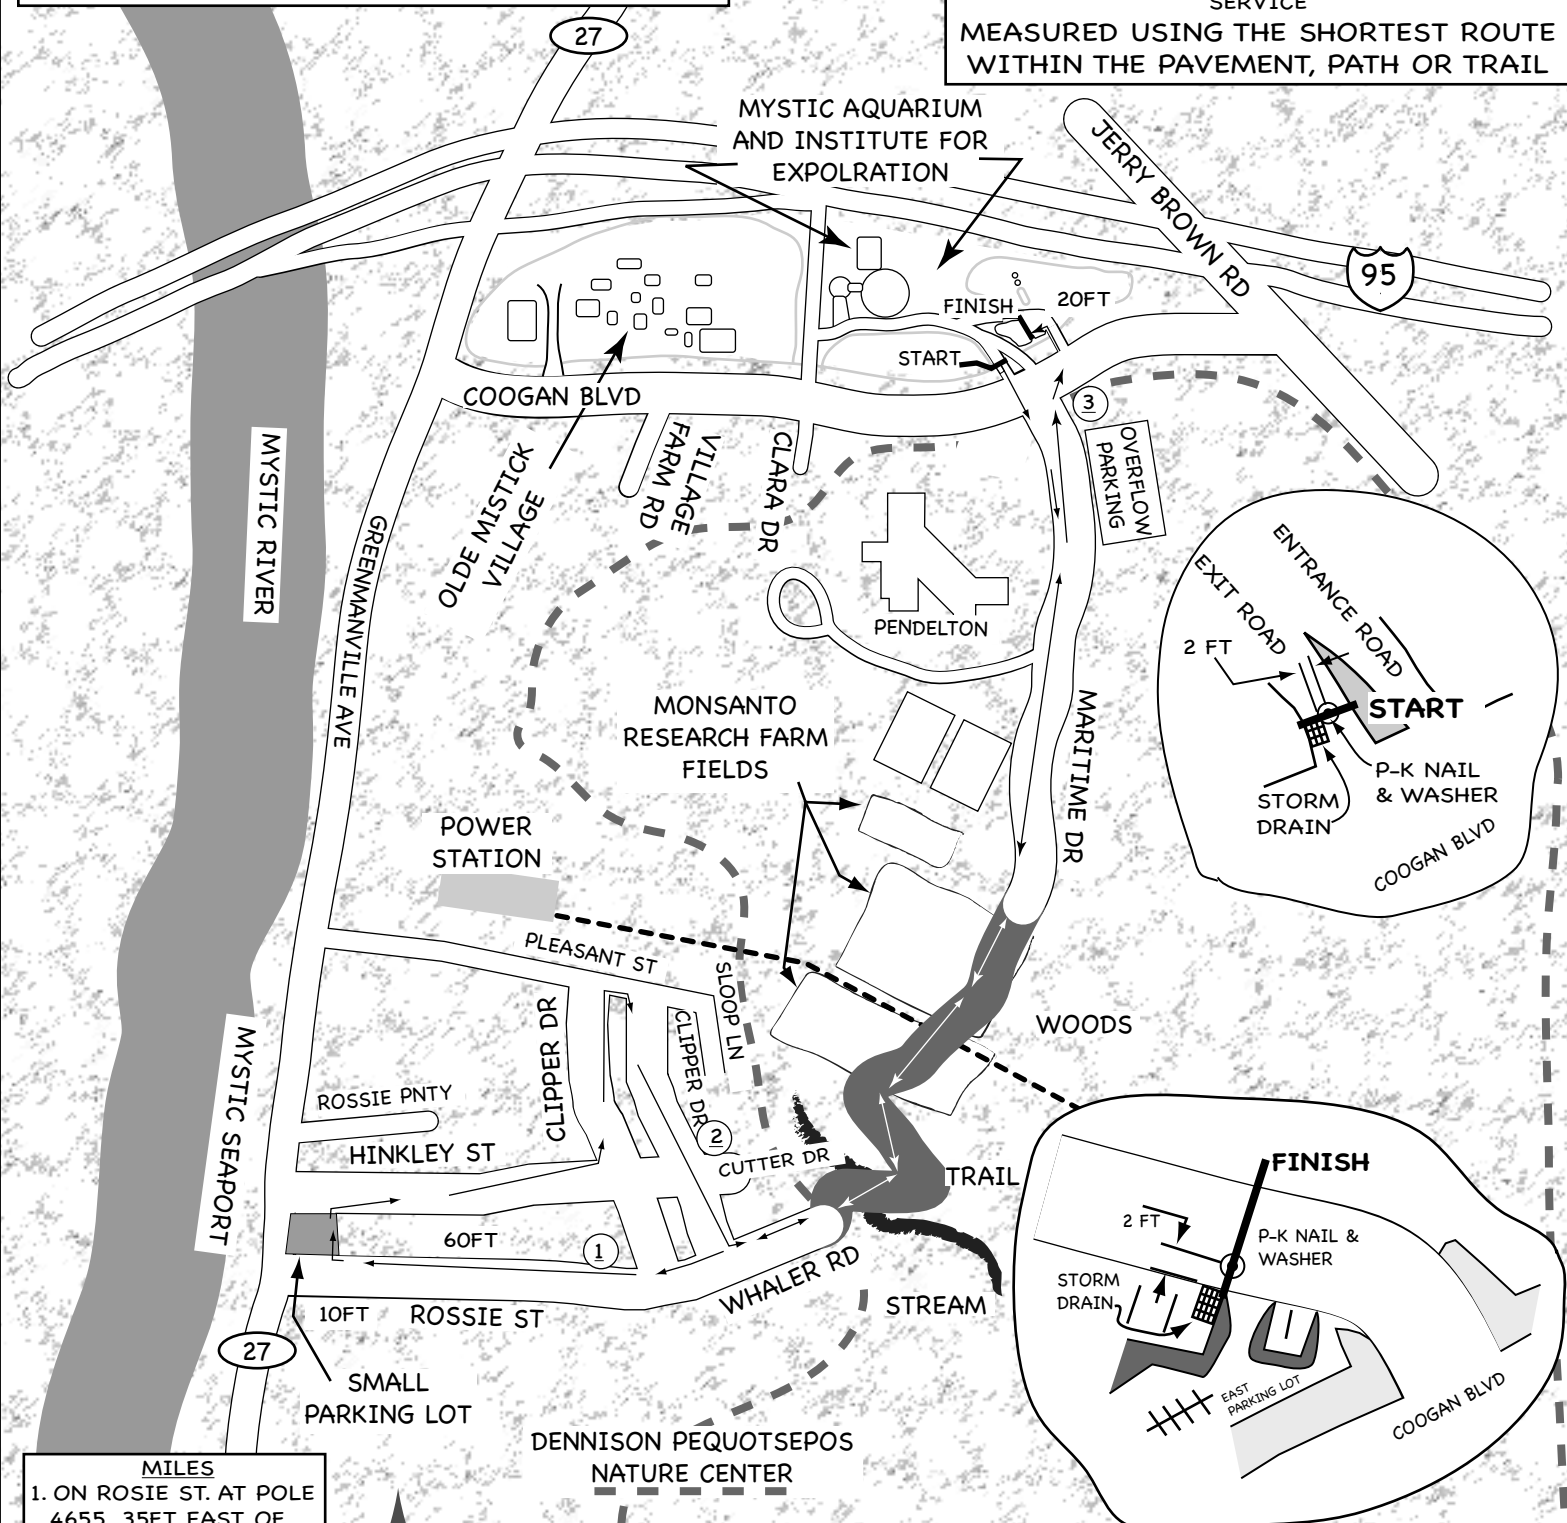 SERVICE
MEASURED USING THE SHORTEST ROUTE
WITHIN THE PAVEMENT, PATH OR TRAIL
27
MYSTIC AQUARIUM
AND INSTITUTE FOR
EXPOLRATION
JERRY BROWN RD
95
FINISH
20FT
START
COOGAN BLVD
3
OVERFLOW
PARKING
MYSTIC RIVER
GREENMANVILLE AVE
OLDE MISTICK
VILLAGE
VILLAGE
FARM RD
CLARA DR
PENDELTON
EXIT ROAD
ENTRANCE ROAD
2 FT
START
P-K NAIL
& WASHER
STORM
DRAIN
COOGAN BLVD
MONSANTO
RESEARCH FARM
FIELDS
MARITIME DR
POWER
STATION
PLEASANT ST
SLOOP LN
CLIPPER DR
CLIPPER DR
WOODS
MYSTIC SEAPORT
ROSSIE PNTY
HINKLEY ST
2
CUTTER DR
TRAIL
60FT
1
WHALER RD
STREAM
10FT
ROSSIE ST
27
SMALL
PARKING LOT
FINISH
2 FT
P-K NAIL &
WASHER
STORM
DRAIN
EAST
PARKING LOT
COOGAN BLVD
DENNISON PEQUOTSEPOS
NATURE CENTER
MILES
1. ON ROSIE ST. AT POLE
4655, 35FT EAST OF